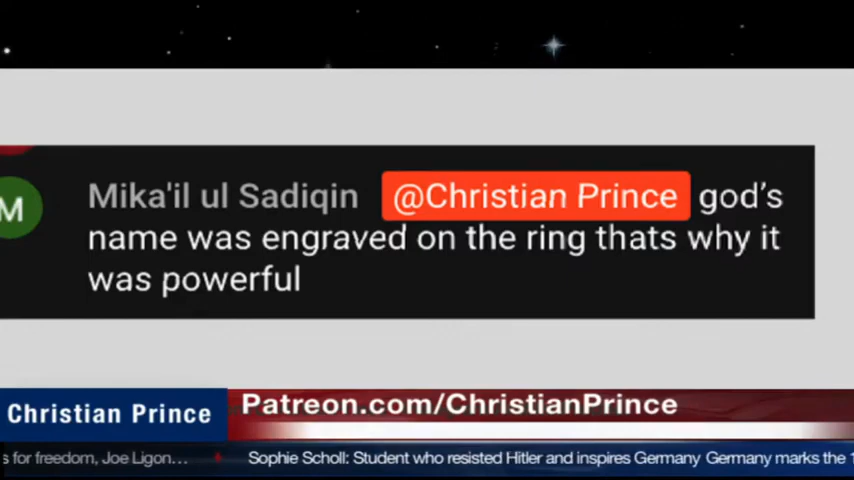 M
Mika'il ul Sadiqin @Christian Prince god's
name was engraved on the ring thats why it
was powerful
Christian Prince
Patreon.com/ChristianPrince
s for freedom, Joe Ligon... Sophie Scholl: Student who resisted Hitler and inspires Germany Germany marks the